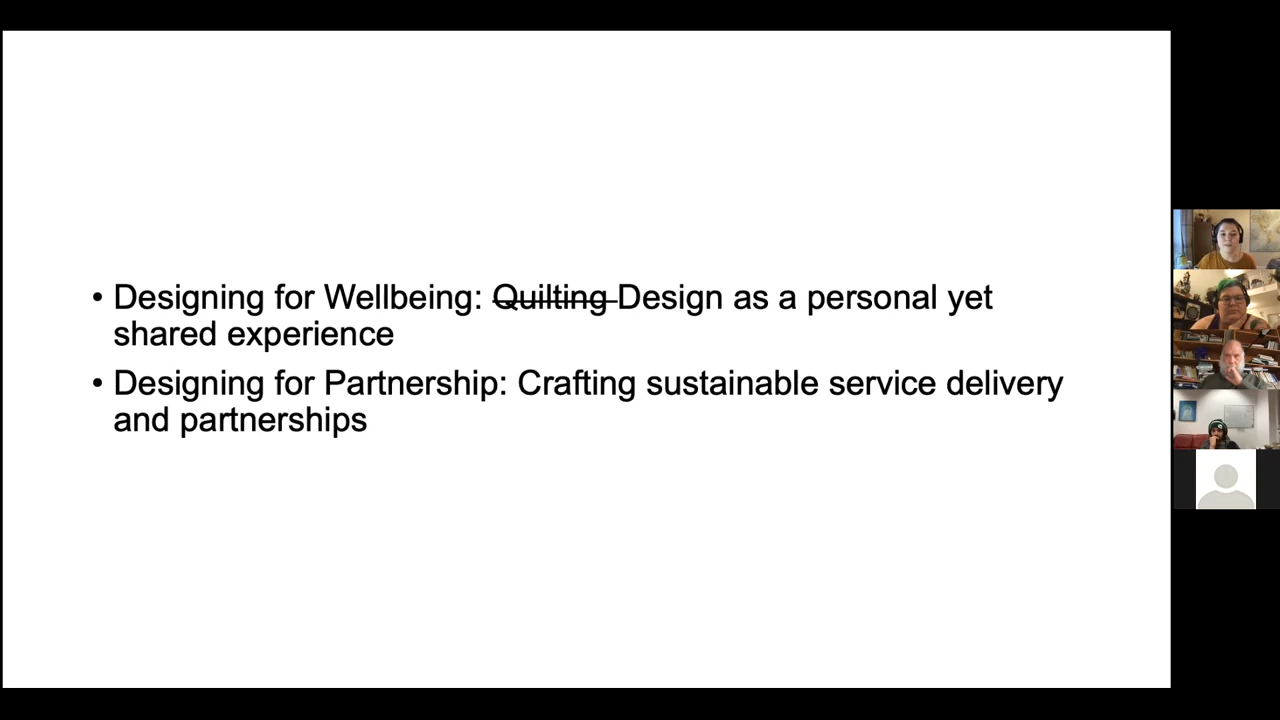 • Designing for Wellbeing: Quilting Design as a personal yet
shared experience
• Designing for Partnership: Crafting sustainable service delivery
and partnerships